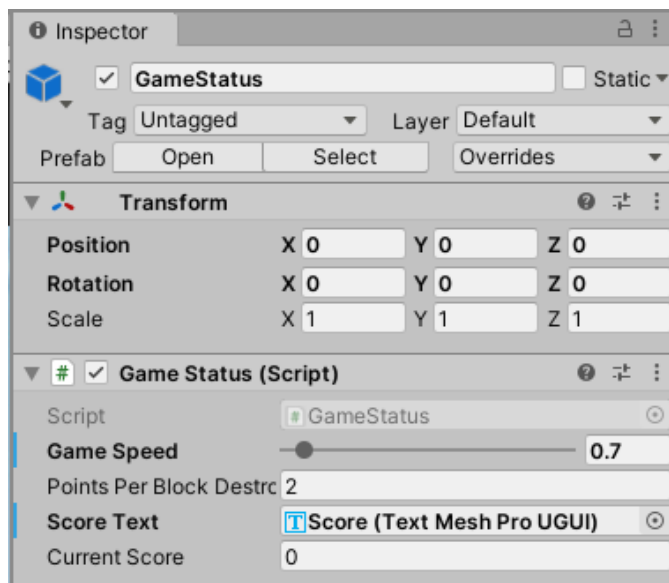 Inspector
GameStatus Static
Tag Untagged Layer Default
Prefab Open Select Overrides
Transform
Position X 0 Y 0 Z 0
Rotation X 0 Y 0 Z 0
Scale X 1 Y 1 Z 1
# Game Status (Script)
Script # GameStatus
Game Speed 0.7
Points Per Block Destrc 2
Score Text T Score (Text Mesh Pro UGUI)
Current Score 0